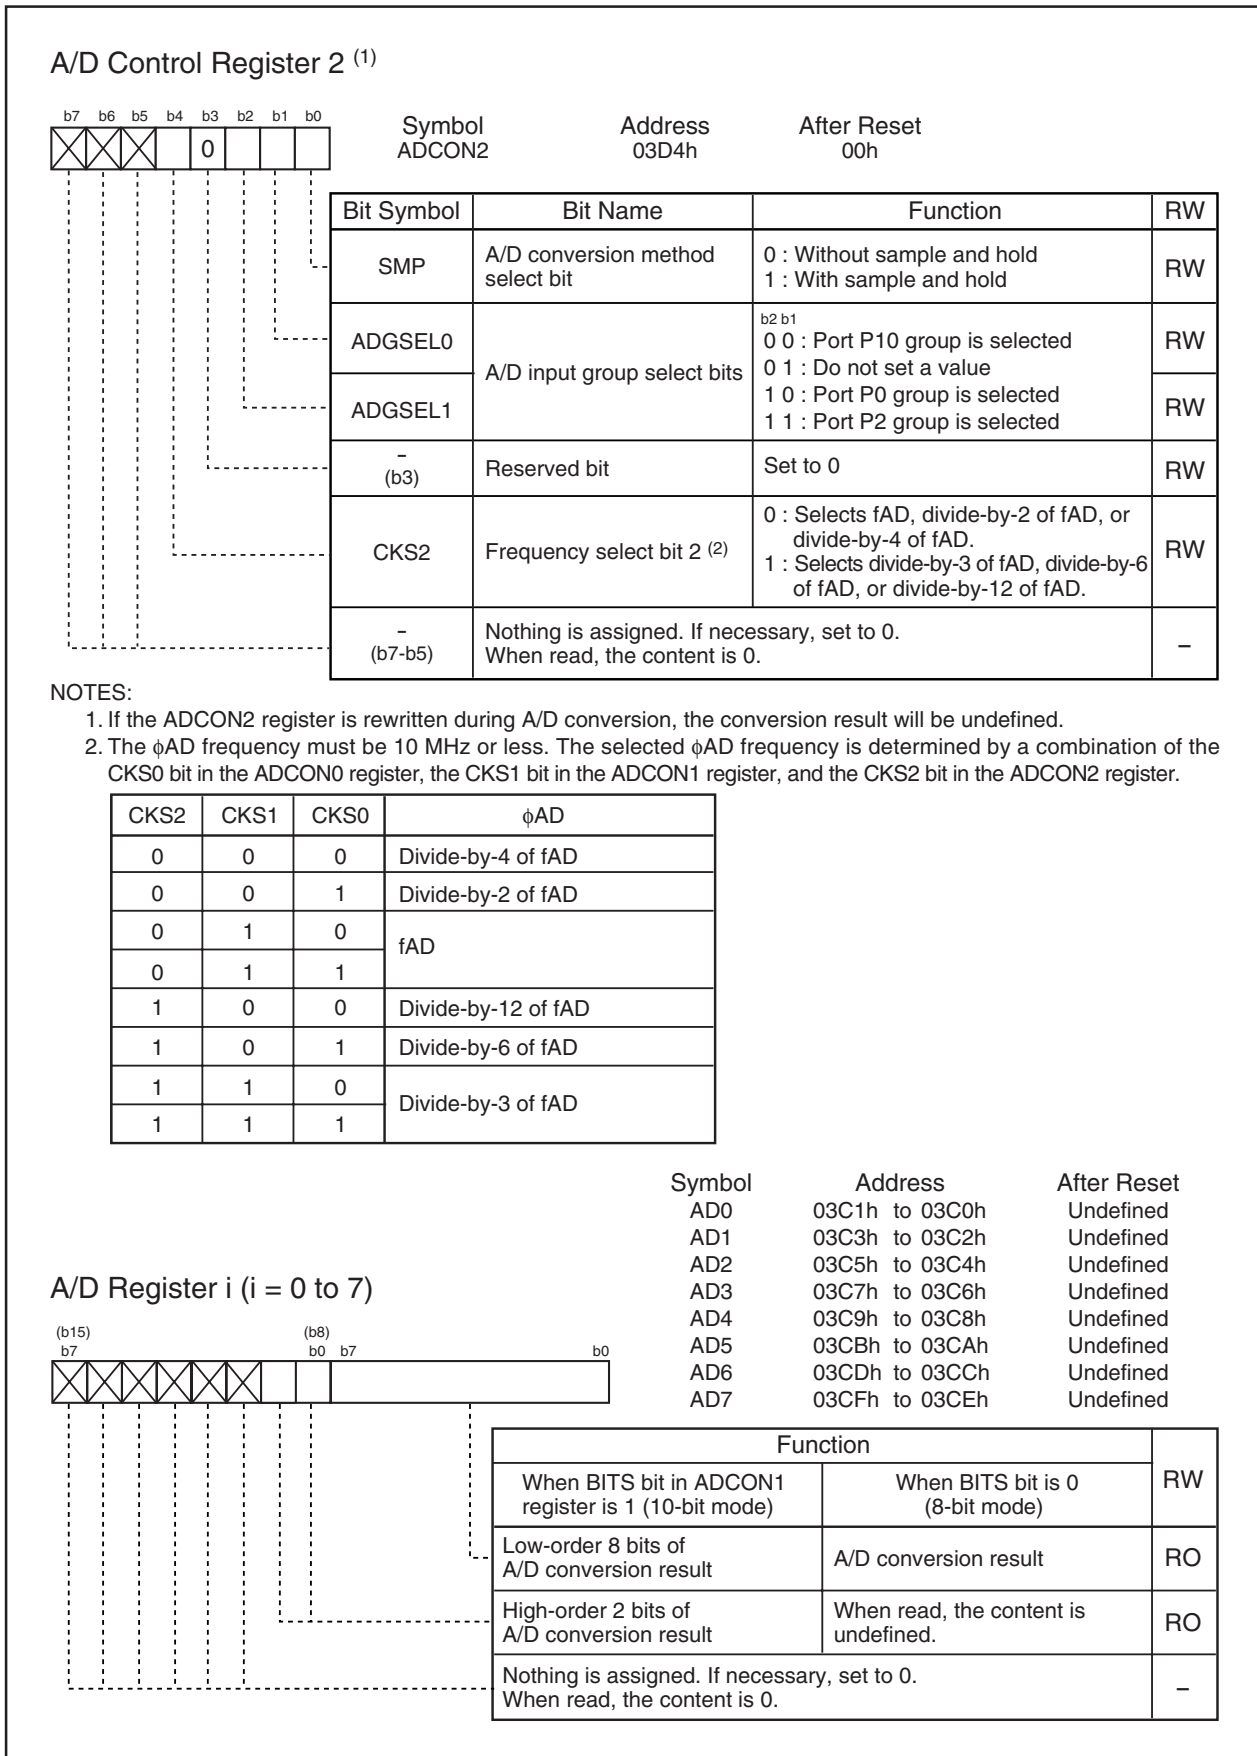 A/D Control Register 2 (1)
b7 b6 b5 b4 b3 b2 b1 b0
0
Symbol Address After Reset
ADCON2 03D4h 00h
Bit Symbol Bit Name Function RW
SMP A/D conversion method select bit 0 : Without sample and hold RW
1 : With sample and hold
b2 b1
ADGSEL0 A/D input group select bits 0 0 : Port P10 group is selected RW
0 1 : Do not set a value
ADGSEL1 1 0 : Port P0 group is selected RW
1 1 : Port P2 group is selected
– (b3) Reserved bit Set to 0 RW
CKS2 Frequency select bit 2 (2) 0 : Selects fAD, divide-by-2 of fAD, or RW
divide-by-4 of fAD.
1 : Selects divide-by-3 of fAD, divide-by-6
of fAD, or divide-by-12 of fAD.
– (b7-b5) Nothing is assigned. If necessary, set to 0. –
When read, the content is 0.
NOTES:
1. If the ADCON2 register is rewritten during A/D conversion, the conversion result will be undefined.
2. The ϕAD frequency must be 10 MHz or less. The selected ϕAD frequency is determined by a combination of the
CKS0 bit in the ADCON0 register, the CKS1 bit in the ADCON1 register, and the CKS2 bit in the ADCON2 register.
CKS2 CKS1 CKS0 ϕAD
0 0 0 Divide-by-4 of fAD
0 0 1 Divide-by-2 of fAD
0 1 0 fAD
0 1 1
1 0 0 Divide-by-12 of fAD
1 0 1 Divide-by-6 of fAD
1 1 0 Divide-by-3 of fAD
1 1 1
Symbol Address After Reset
AD0 03C1h to 03C0h Undefined
AD1 03C3h to 03C2h Undefined
AD2 03C5h to 03C4h Undefined
AD3 03C7h to 03C6h Undefined
AD4 03C9h to 03C8h Undefined
AD5 03CBh to 03CAh Undefined
AD6 03CDh to 03CCh Undefined
AD7 03CFh to 03CEh Undefined
A/D Register i (i = 0 to 7)
(b15) (b8)
b7 b0 b7 b0
Function RW
When BITS bit in ADCON1 register is 1 (10-bit mode) When BITS bit is 0 (8-bit mode)
Low-order 8 bits of A/D conversion result A/D conversion result RO
High-order 2 bits of A/D conversion result When read, the content is undefined. RO
Nothing is assigned. If necessary, set to 0. –
When read, the content is 0.